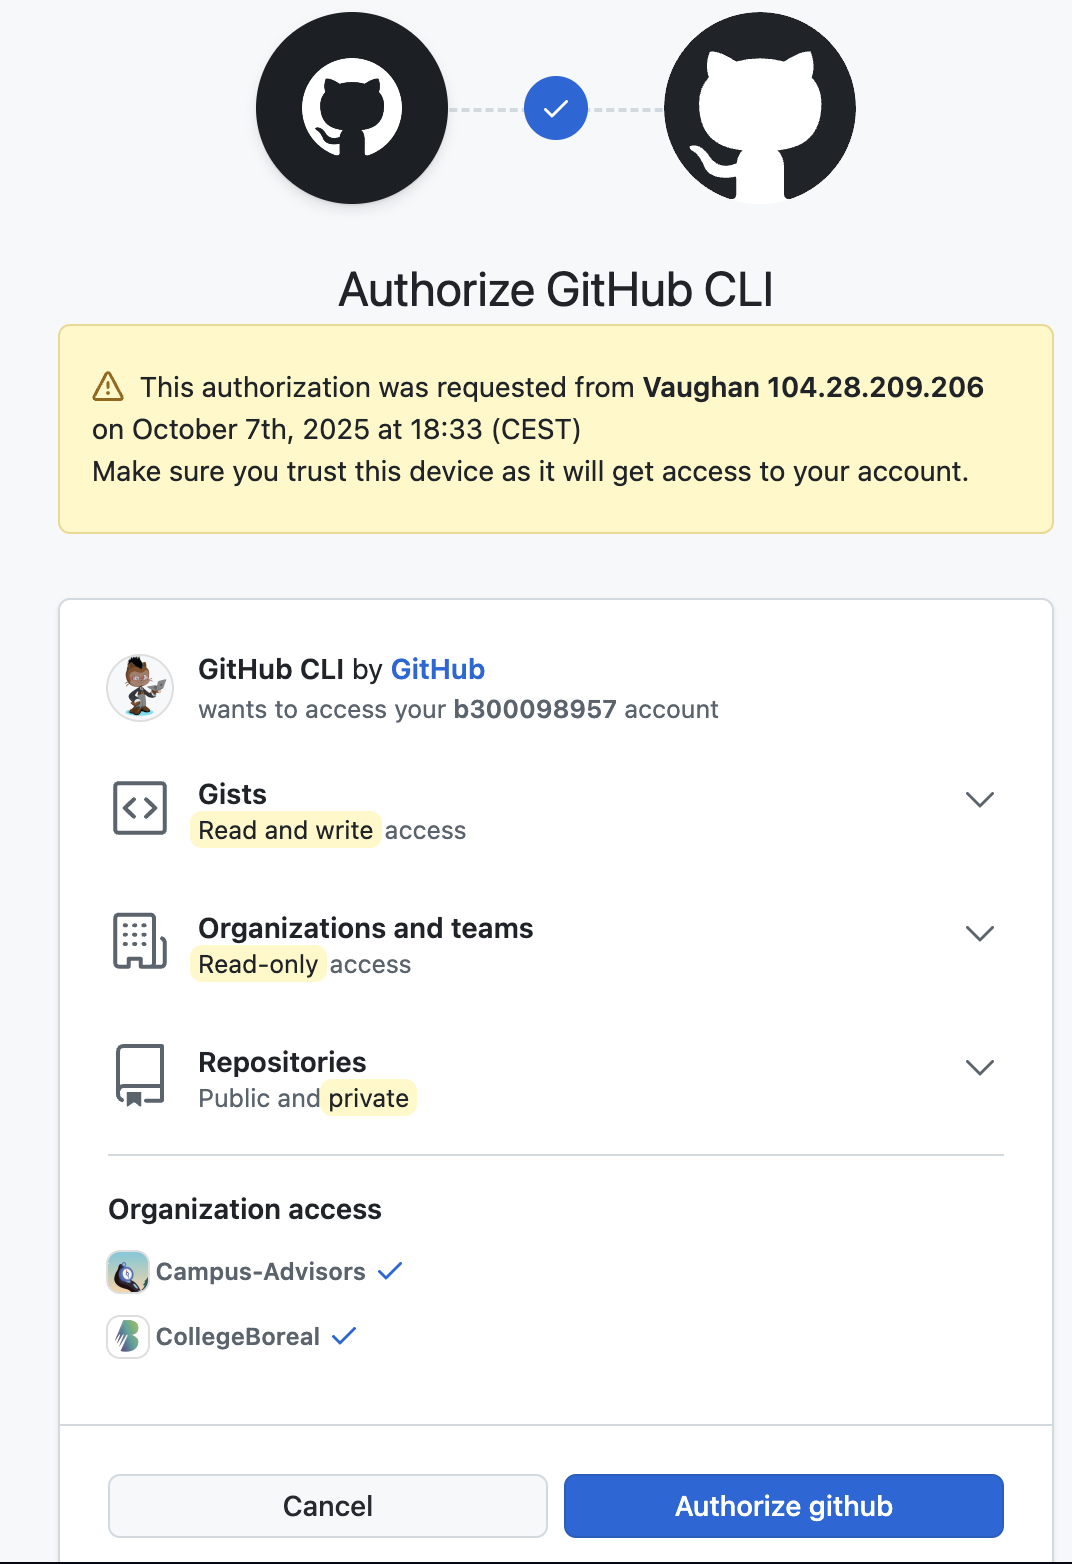 Authorize GitHub CLI
This authorization was requested from Vaughan 104.28.209.206
on October 7th, 2025 at 18:33 (CEST)
Make sure you trust this device as it will get access to your account.
GitHub CLI by GitHub
wants to access your b300098957 account
Gists
Read and write access
Organizations and teams
Read-only access
Repositories
Public and private
Organization access
Campus-Advisors
CollegeBoreal
Cancel
Authorize github